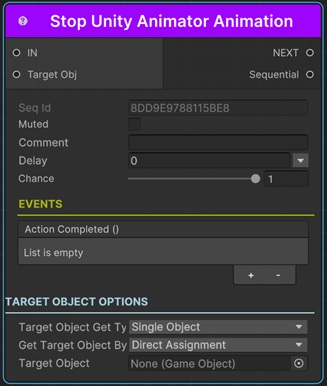 Stop Unity Animator Animation
IN
NEXT
Target Obj
Sequential
Seq Id 8DD9E9788115BE8
Muted
Comment
Delay 0
Chance 1
EVENTS
Action Completed ()
List is empty
+ -
TARGET OBJECT OPTIONS
Target Object Get Ty Single Object
Get Target Object By Direct Assignment
Target Object None (Game Object)